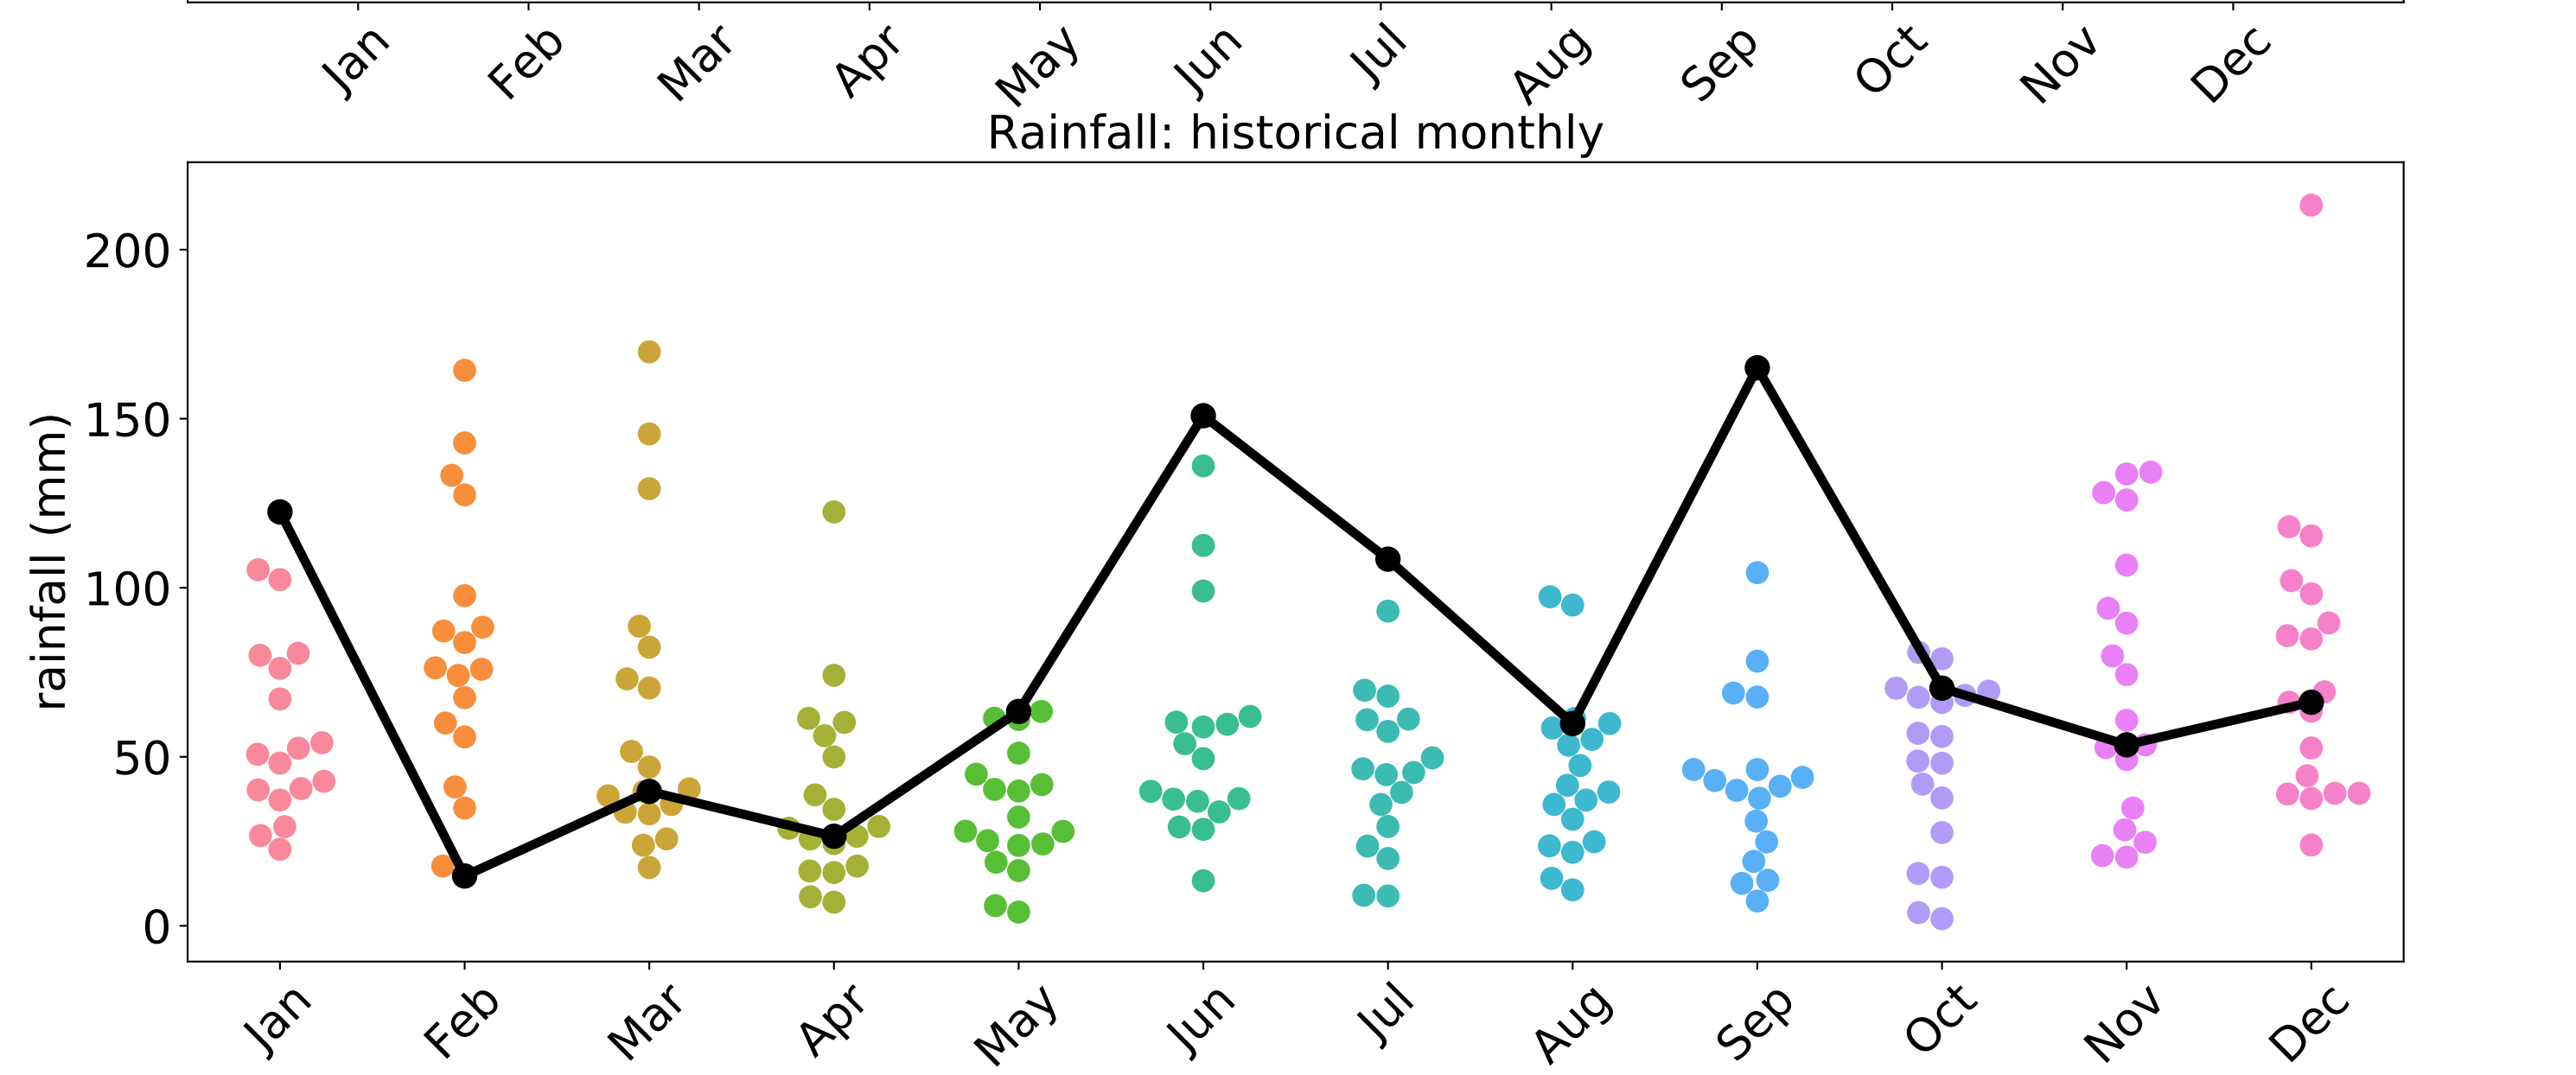 Jan Feb Mar Apr May Jun Jul Aug Sep Oct Nov Dec
Rainfall: historical monthly
rainfall (mm)
200
150
100
50
0
Jan Feb Mar Apr May Jun Jul Aug Sep Oct Nov Dec